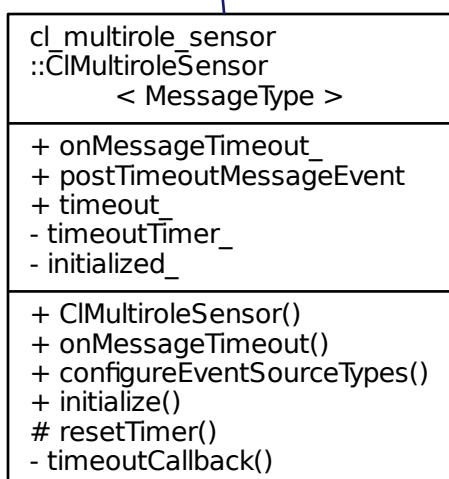 cl_multirole_sensor
::ClMultiroleSensor
< MessageType >
+ onMessageTimeout_
+ postTimeoutMessageEvent
+ timeout_
- timeoutTimer_
- initialized_
+ ClMultiroleSensor()
+ onMessageTimeout()
+ configureEventSourceTypes()
+ initialize()
# resetTimer()
- timeoutCallback()